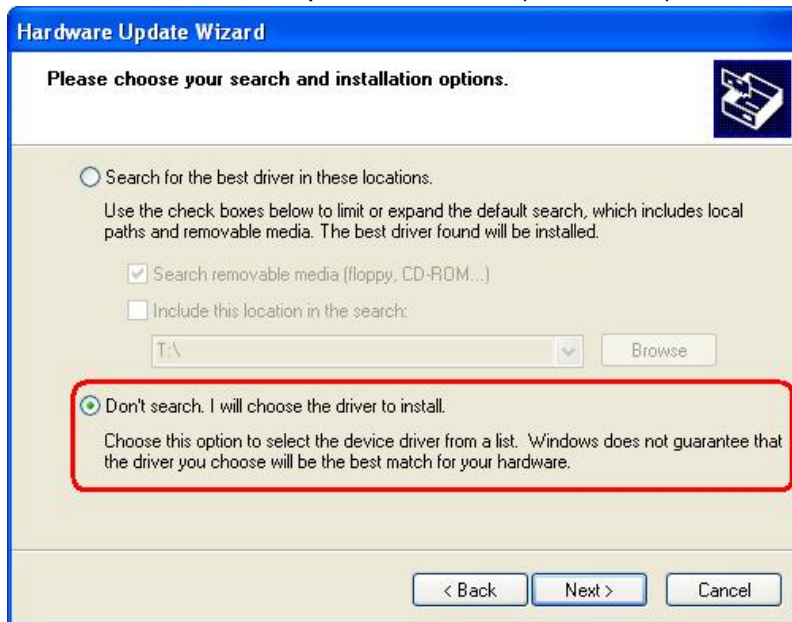 Hardware Update Wizard
Please choose your search and installation options.
Search for the best driver in these locations.
Use the check boxes below to limit or expand the default search, which includes local
paths and removable media. The best driver found will be installed.
Search removable media (floppy, CD-ROM...)
Include this location in the search:
T:\
Browse
Don't search. I will choose the driver to install.
Choose this option to select the device driver from a list. Windows does not guarantee that
the driver you choose will be the best match for your hardware.
< Back
Next >
Cancel